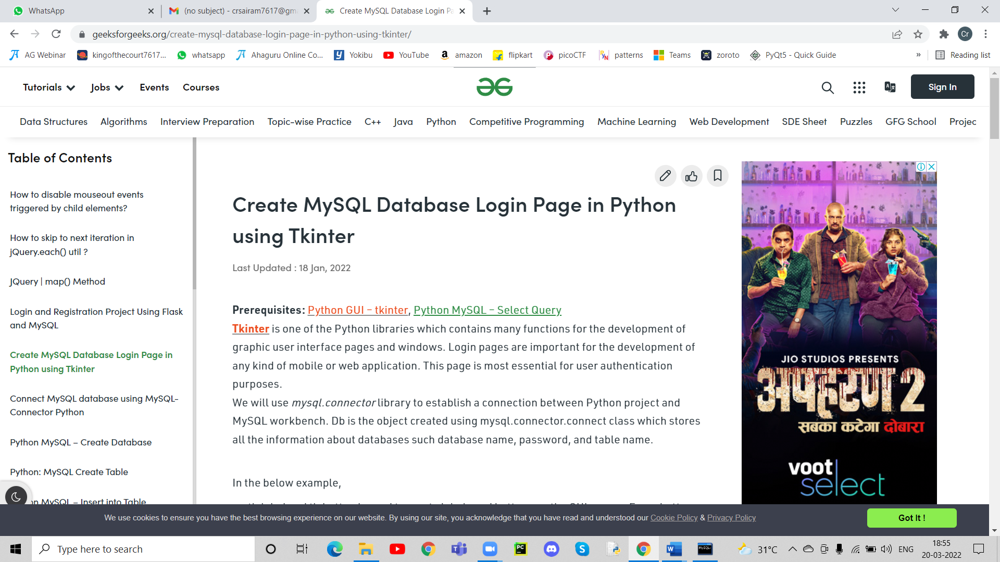 WhatsApp
(no subject) - crsairam7617@gm
Create MySQL Database Login Pa
geeksforgeeks.org/create-mysql-database-login-page-in-python-using-tkinter/
Cr
AG Webinar
kingofthecourt7617...
whatsapp
Ahaguru Online Co...
Yokibu
YouTube
amazon
flipkart
picoCTF
patterns
Teams
zoroto
PyQt5 - Quick Guide
»
Reading list
Tutorials
Jobs
Events
Courses
Sign In
Data Structures
Algorithms
Interview Preparation
Topic-wise Practice
C++
Java
Python
Competitive Programming
Machine Learning
Web Development
SDE Sheet
Puzzles
GFG School
Projec
Table of Contents
How to disable mouseout events
triggered by child elements?
How to skip to next iteration in
jQuery.each() util ?
JQuery | map() Method
Login and Registration Project Using Flask
and MySQL
Create MySQL Database Login Page in
Python using Tkinter
Connect MySQL database using MySQL-
Connector Python
Python MySQL – Create Database
Python: MySQL Create Table
on MySQL – Insert into Table
Create MySQL Database Login Page in Python
using Tkinter
Last Updated : 18 Jan, 2022
Prerequisites: Python GUI – tkinter, Python MySQL – Select Query
Tkinter is one of the Python libraries which contains many functions for the development of
graphic user interface pages and windows. Login pages are important for the development of
any kind of mobile or web application. This page is most essential for user authentication
purposes.
We will use mysql.connector library to establish a connection between Python project and
MySQL workbench. Db is the object created using mysql.connector.connect class which stores
all the information about databases such database name, password, and table name.
In the below example,
JIO STUDIOS PRESENTS
अपहरण 2
सबका कटेगा दोबारा
voot
select
We use cookies to ensure you have the best browsing experience on our website. By using our site, you acknowledge that you have read and understood our Cookie Policy & Privacy Policy
Got It !
Type here to search
31°C
ENG
18:55
20-03-2022